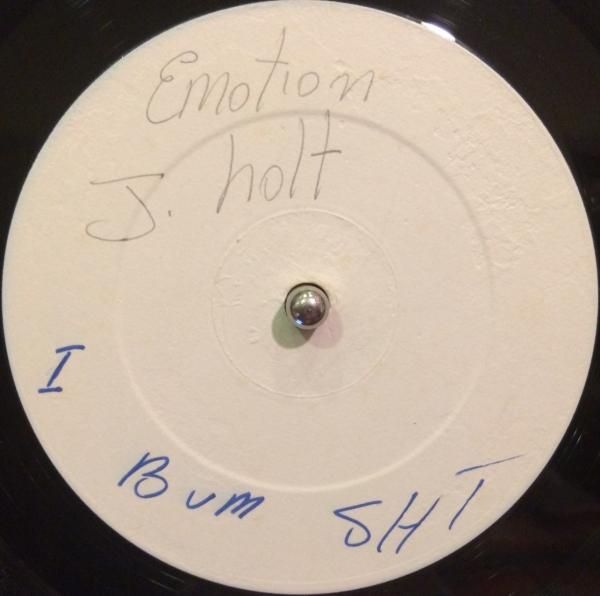 Emotion
J. holt
I
Bum SHT